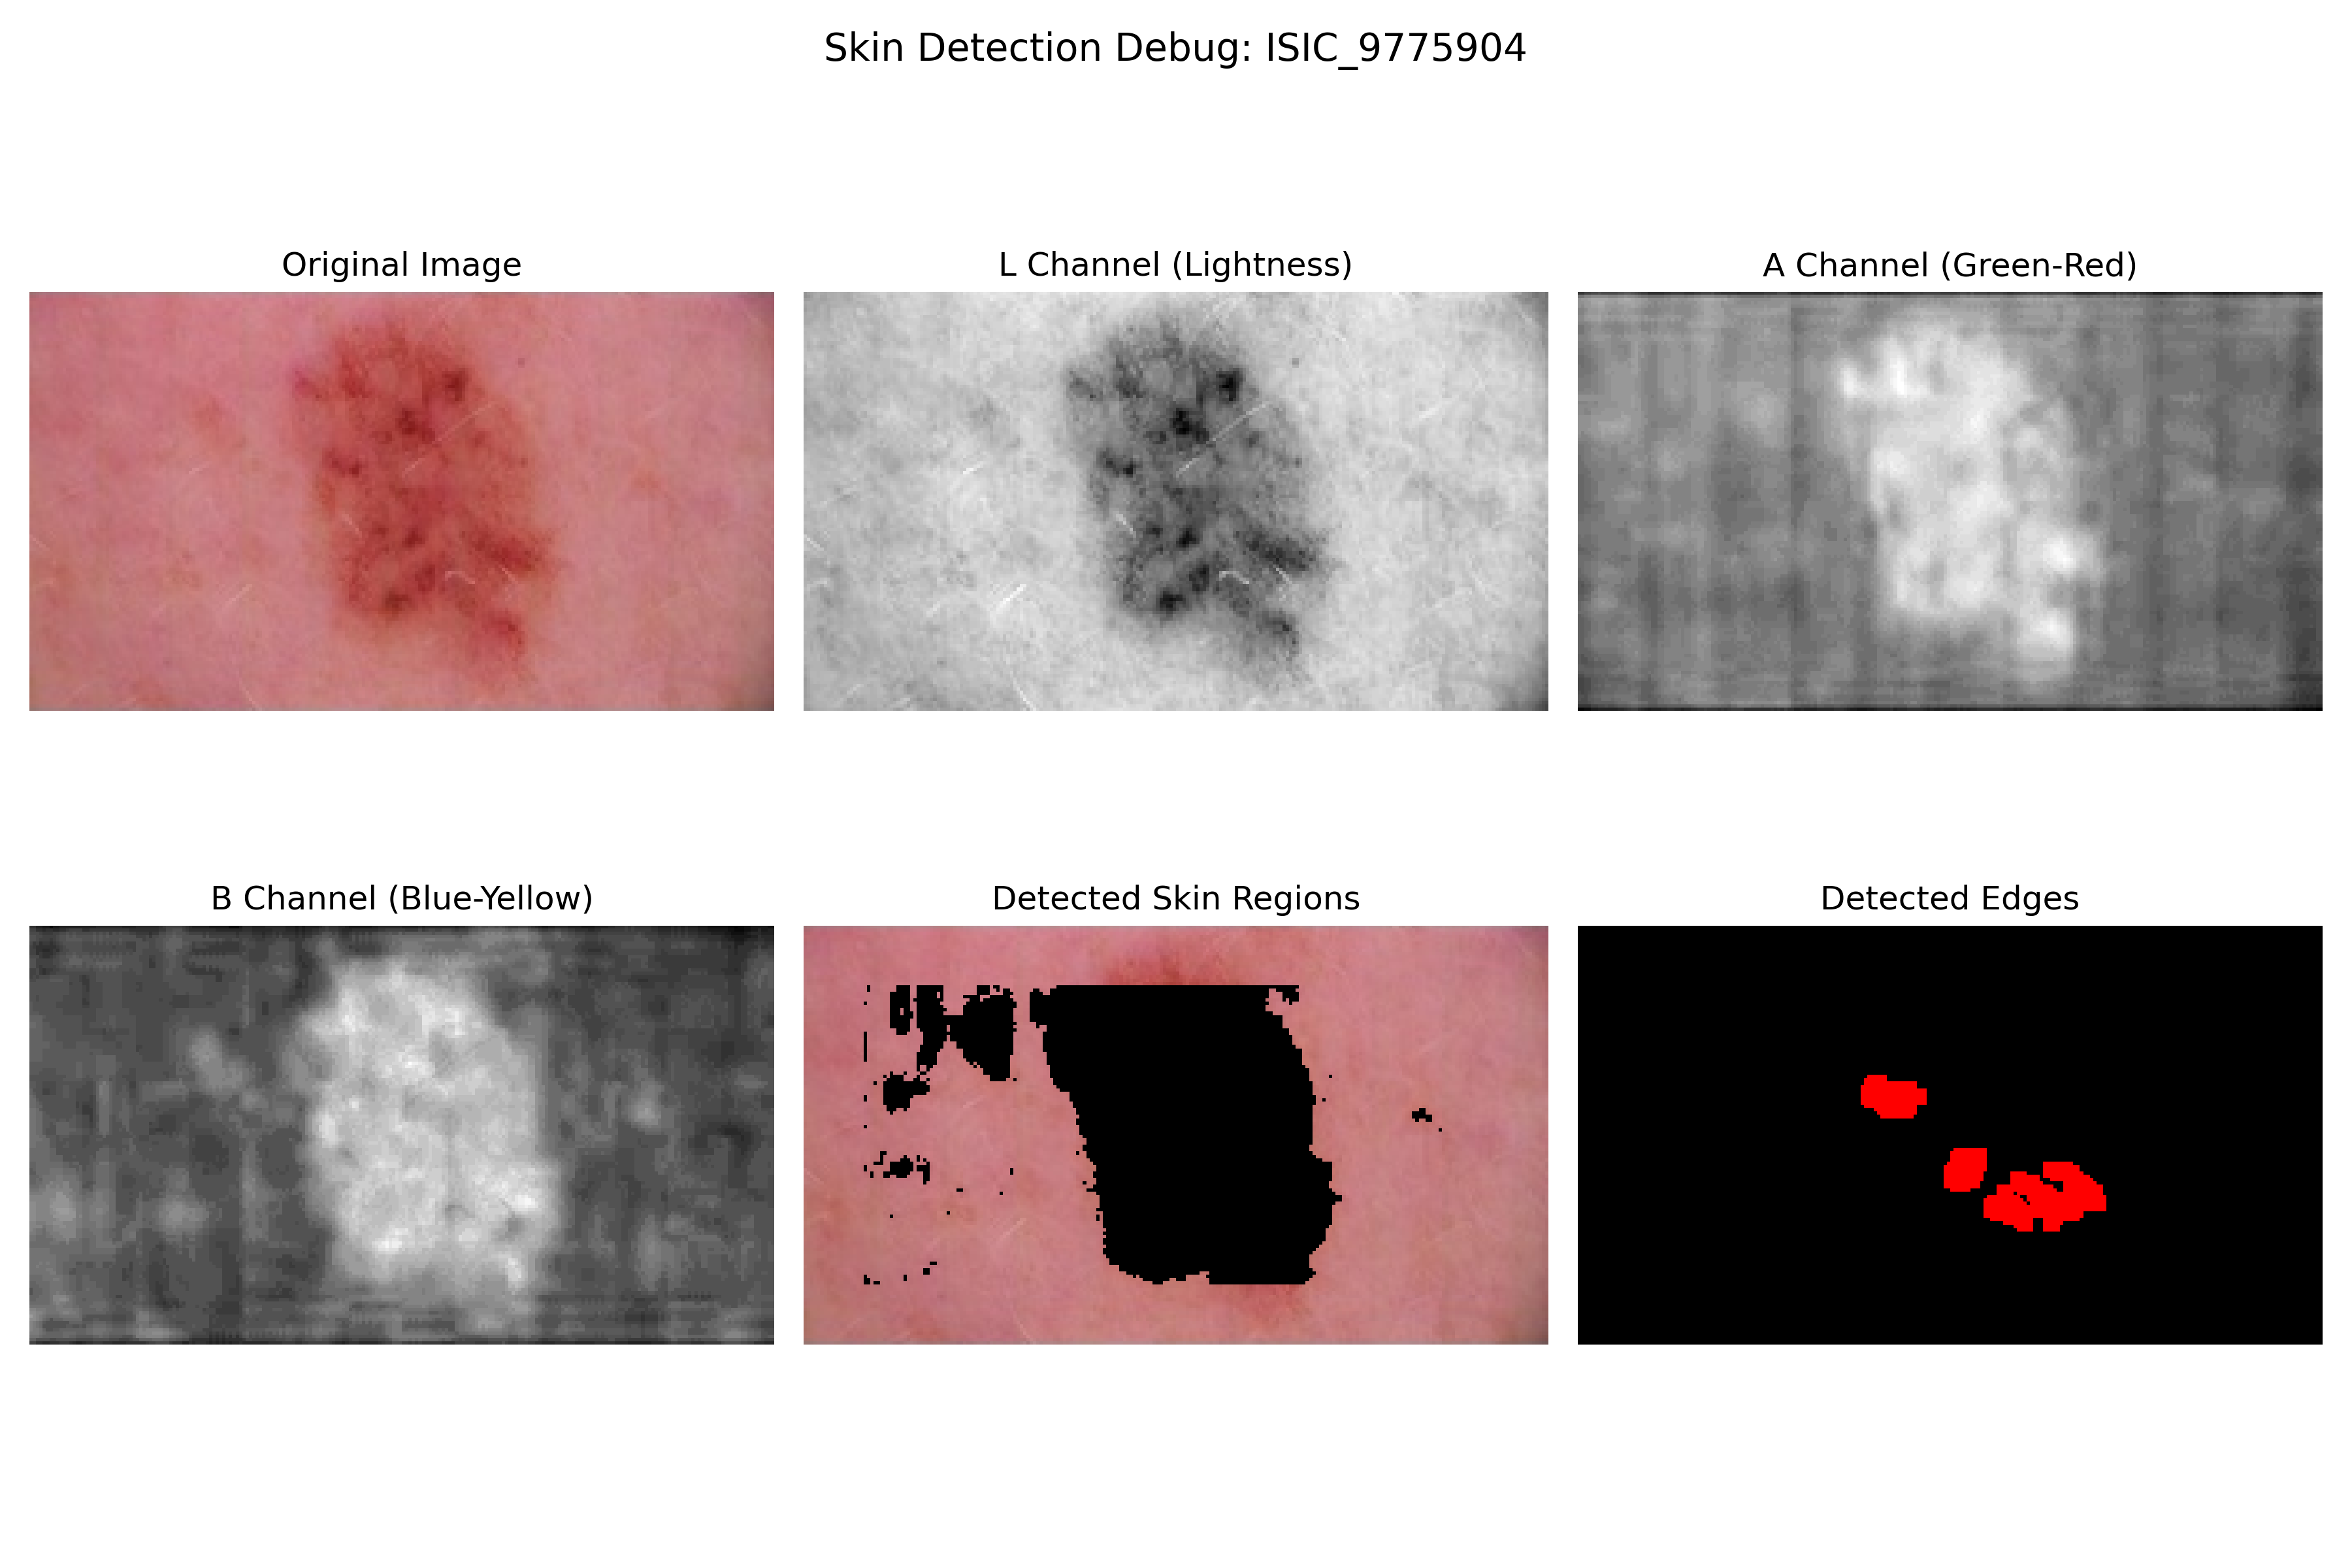 Skin Detection Debug: ISIC_9775904
Original Image
L Channel (Lightness)
A Channel (Green-Red)
B Channel (Blue-Yellow)
Detected Skin Regions
Detected Edges